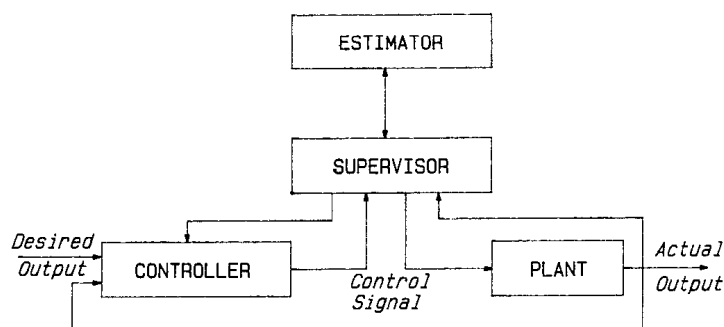 ESTIMATOR
SUPERVISOR
Desired
Output
CONTROLLER
Control
Signal
PLANT
Actual
Output